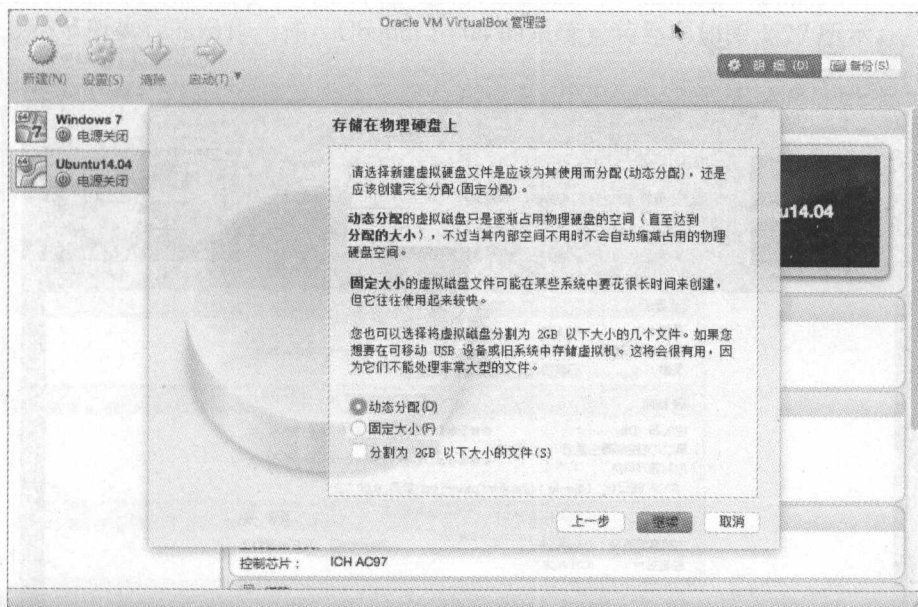 Oracle VM VirtualBox 管理器
新建(N) 设置(S) 清除 启动(T)
明细(D) 备份(S)
64
7
Windows 7
电源关闭
64
Ubuntu14.04
电源关闭
u14.04
存储在物理硬盘上
请选择新建虚拟硬盘文件是应该为其使用而分配(动态分配)，还是
应该创建完全分配(固定分配)。
动态分配的虚拟磁盘只是逐渐占用物理硬盘的空间（直至达到
分配的大小），不过当其内部空间不用时不会自动缩减占用的物理
硬盘空间。
固定大小的虚拟磁盘文件可能在某些系统中要花很长时间来创建，
但它往往使用起来较快。
您也可以选择将虚拟磁盘分割为 2GB 以下大小的几个文件。如果您
想要在可移动 USB 设备或旧系统中存储虚拟机。这将会很有用，因
为它们不能处理非常大型的文件。
动态分配(D)
固定大小(F)
分割为 2GB 以下大小的文件(S)
上一步 继续 取消
控制芯片： ICH AC97